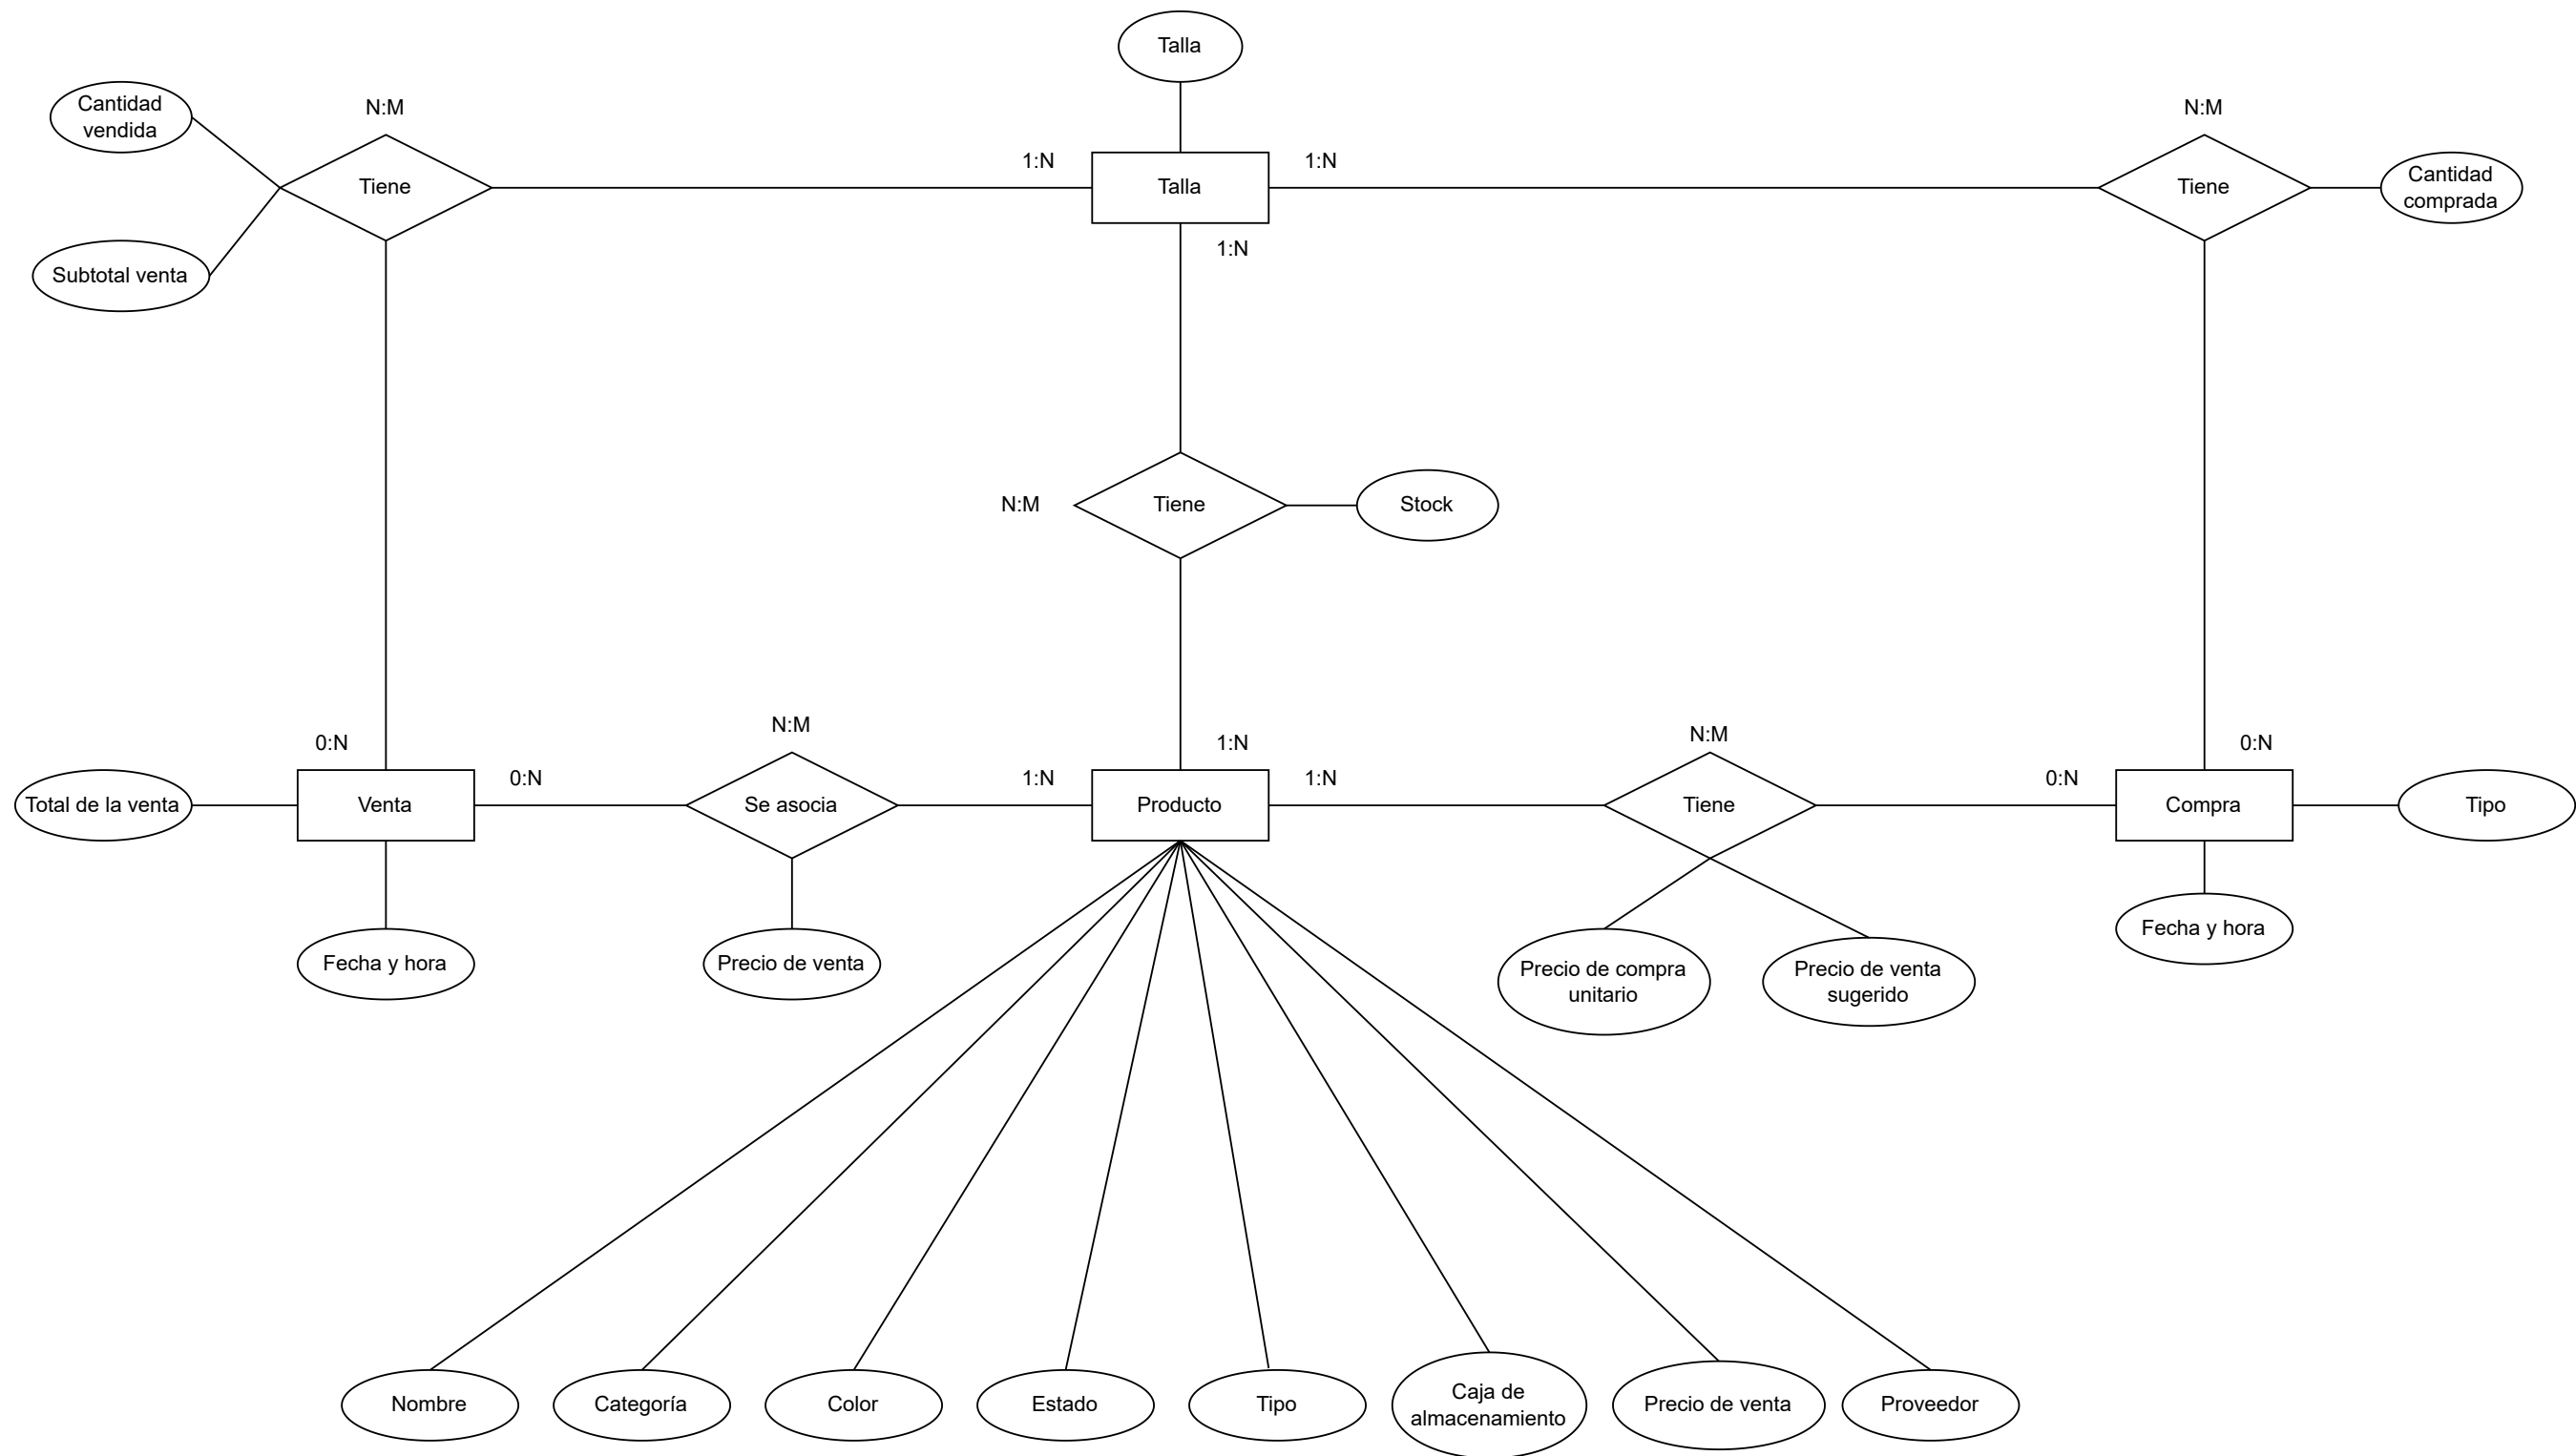 Talla
Cantidad
vendida
N:M
N:M
1:N
1:N
Tiene
Talla
Tiene
Cantidad
comprada
1:N
Subtotal venta
N:M
Tiene
Stock
N:M
N:M
0:N
1:N
0:N
0:N
1:N
1:N
0:N
Total de la venta
Venta
Se asocia
Producto
Tiene
Compra
Tipo
Fecha y hora
Fecha y hora
Precio de venta
Precio de compra
unitario
Precio de venta
sugerido
Nombre
Categoría
Color
Estado
Tipo
Caja de
almacenamiento
Precio de venta
Proveedor